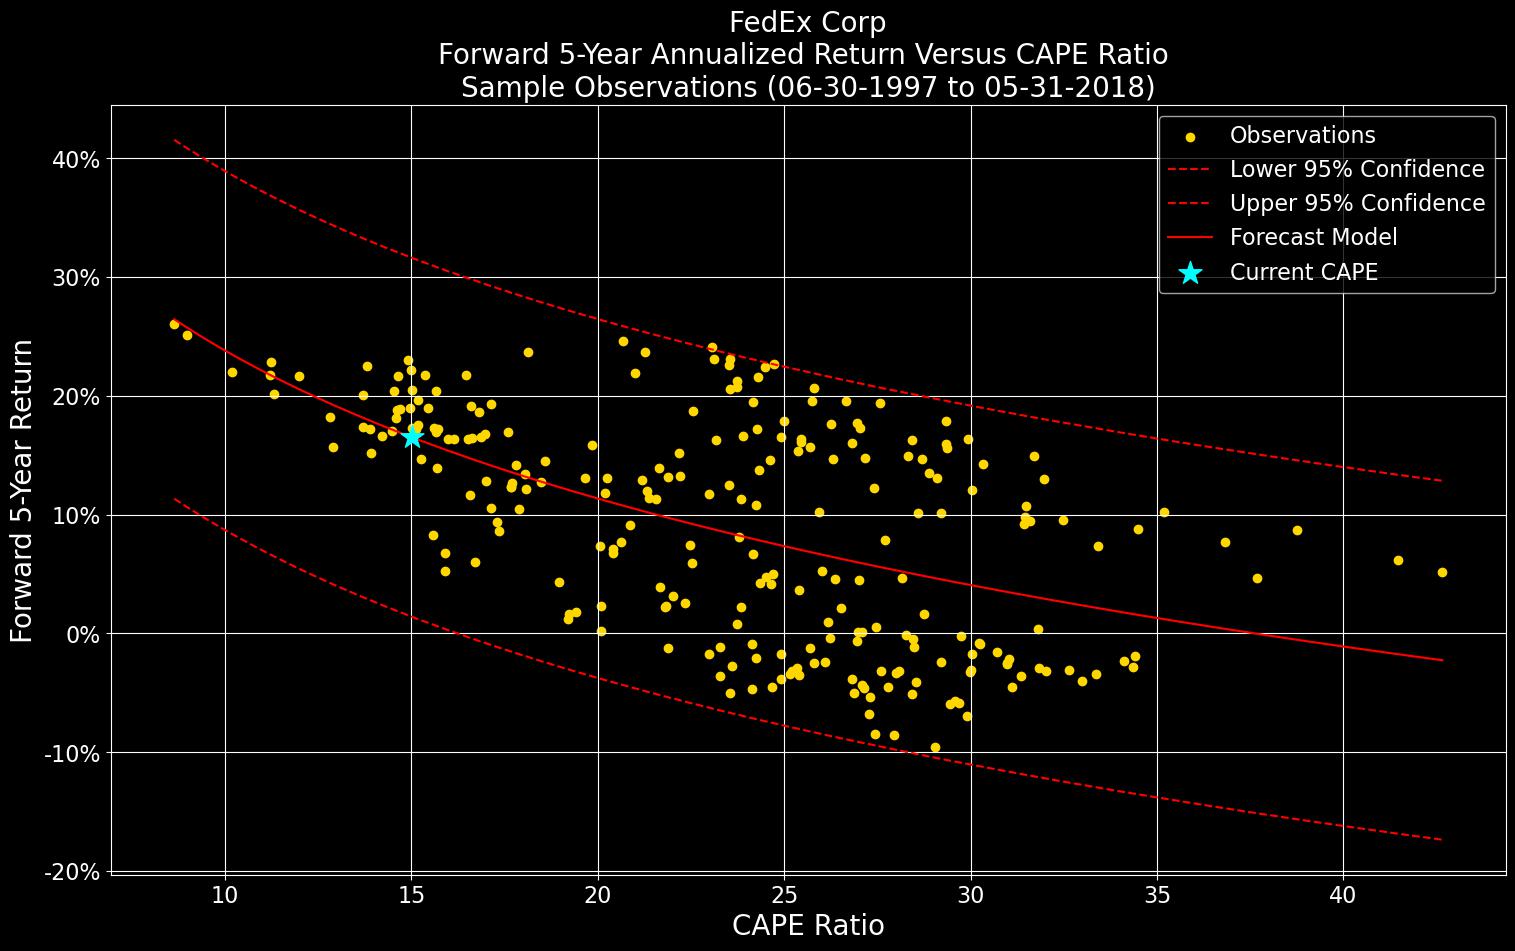 FedEx Corp
Forward 5-Year Annualized Return Versus CAPE Ratio
Sample Observations (06-30-1997 to 05-31-2018)
Observations
Lower 95% Confidence
Upper 95% Confidence
Forecast Model
Current CAPE
Forward 5-Year Return
40%
30%
20%
10%
0%
-10%
-20%
10 15 20 25 30 35 40
CAPE Ratio